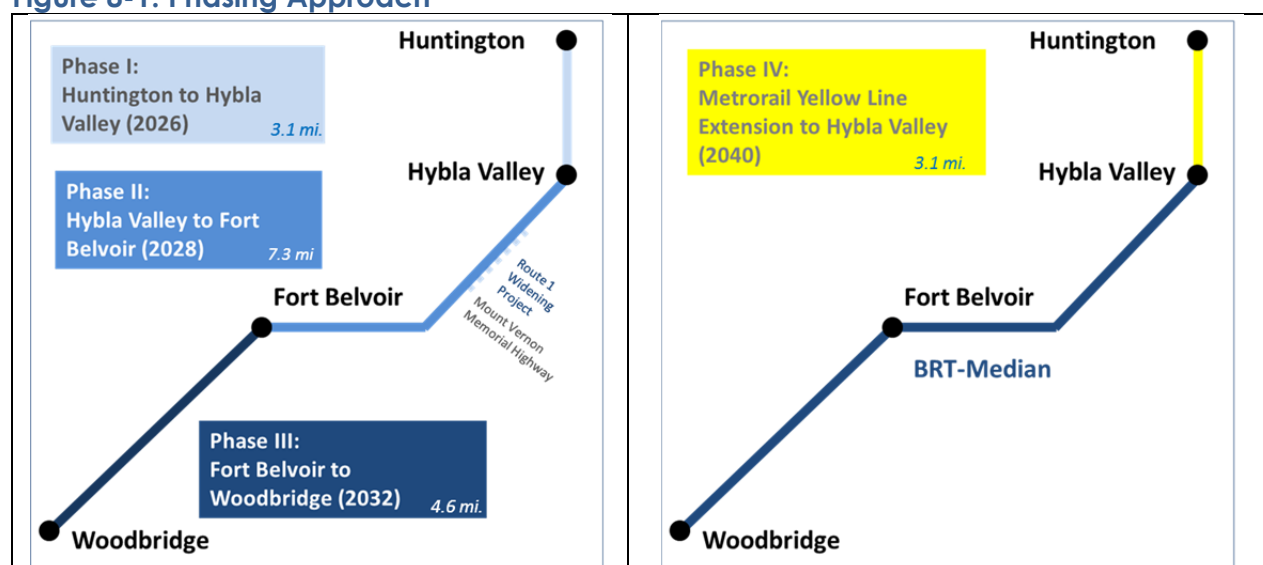 Figure 8-1: Phasing Approach
Huntington
Phase I:
Huntington to Hybla
Valley (2026)
3.1 mi.
Hybla Valley
Phase II:
Hybla Valley to Fort
Belvoir (2028)
7.3 mi
Route 1
Widening
Project
Mount Vernon
Memorial Highway
Fort Belvoir
Phase III:
Fort Belvoir to
Woodbridge (2032)
4.6 mi.
Woodbridge
Huntington
Phase IV:
Metrorail Yellow Line
Extension to Hybla Valley
(2040)
3.1 mi.
Hybla Valley
Fort Belvoir
BRT-Median
Woodbridge